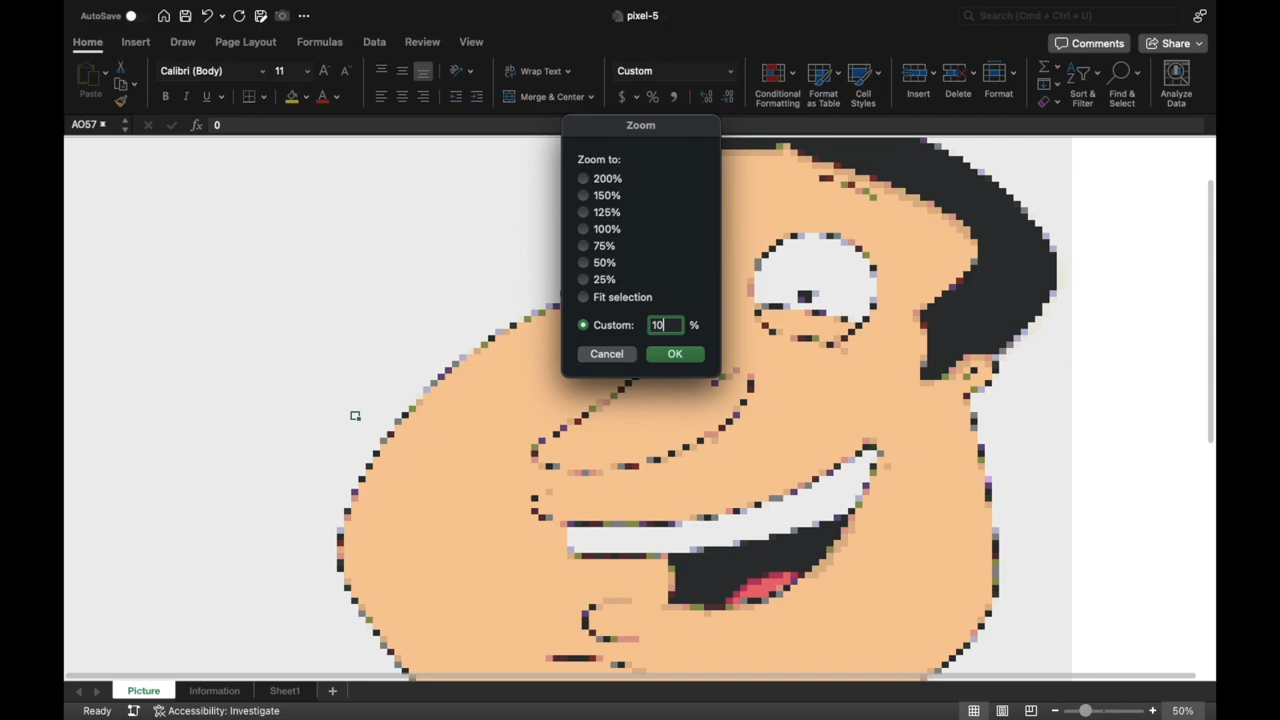 AutoSave
pixel-5
Search (Cmd + Ctrl + U)
Home Insert Draw Page Layout Formulas Data Review View
Comments Share
Paste
Calibri (Body) 11
Wrap Text
Merge & Center
Custom
Conditional Formatting
Format as Table
Cell Styles
Insert
Delete
Format
Sort & Filter
Find & Select
Analyze Data
AO57 fx 0
Zoom
Zoom to:
200%
150%
125%
100%
75%
50%
25%
Fit selection
Custom: 10 %
Cancel OK
Picture Information Sheet1
Ready Accessibility: Investigate 50%